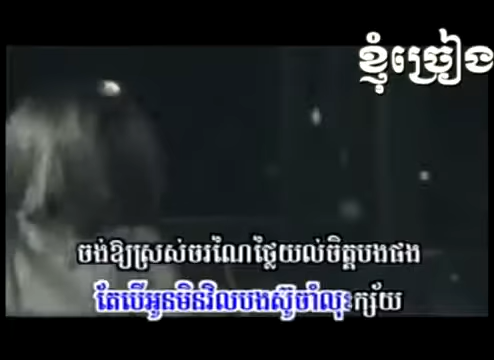 ខ្ញុំច្រៀង
ចង់ឱ្យស្រស់ចរណៃថ្លៃយល់ចិត្តបងផង
តែបើអូនមិនវិលបងស៊ូចាំលុះក្ស័យ